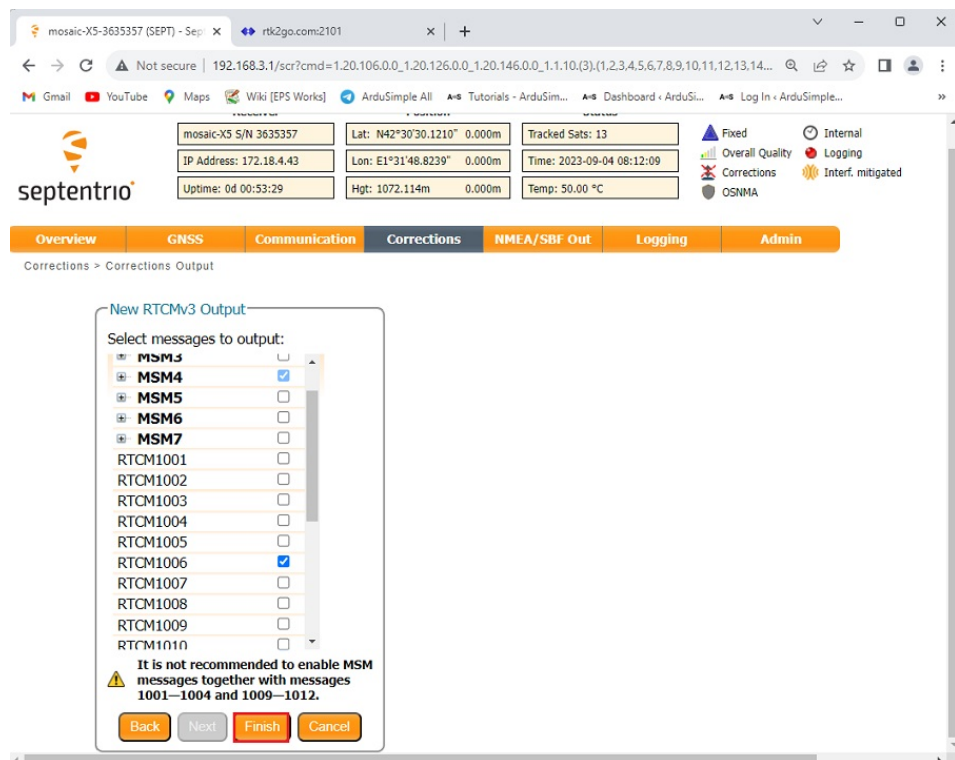 mosaic-X5-3635357 (SEPT) - Sep
rtk2go.com:2101
Not secure | 192.168.3.1/scr?cmd=1.20.106.0.0_1.20.126.0.0_1.20.146.0.0_1.1.10.(3).(1,2,3,4,5,6,7,8,9,10,11,12,13,14...
Gmail YouTube Maps Wiki [EPS Works] ArduSimple All Tutorials - ArduSim... Dashboard ‹ ArduSi... Log In ‹ ArduSimple... »
septentrio
mosaic-X5 S/N 3635357
IP Address: 172.18.4.43
Uptime: 0d 00:53:29
Lat: N42°30'30.1210" 0.000m
Lon: E1°31'48.8239" 0.000m
Hgt: 1072.114m 0.000m
Tracked Sats: 13
Time: 2023-09-04 08:12:09
Temp: 50.00 °C
Fixed
Overall Quality
Corrections
OSNMA
Internal
Logging
Interf. mitigated
Overview GNSS Communication Corrections NMEA/SBF Out Logging Admin
Corrections > Corrections Output
New RTCMv3 Output
Select messages to output:
MSM3
MSM4
MSM5
MSM6
MSM7
RTCM1001
RTCM1002
RTCM1003
RTCM1004
RTCM1005
RTCM1006
RTCM1007
RTCM1008
RTCM1009
RTCM1010
It is not recommended to enable MSM
messages together with messages
1001—1004 and 1009—1012.
Back Next Finish Cancel